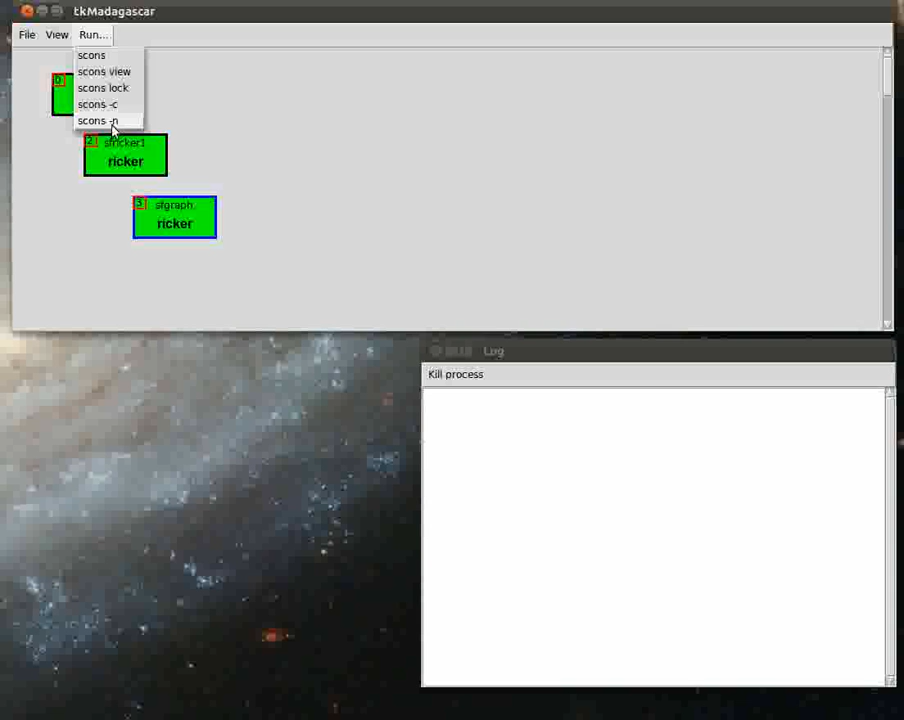 tkMadagascar
File View Run...
scons
scons view
scons lock
scons -c
scons -n
0
2 sfricker1
ricker
3 sfgraph
ricker
Log
Kill process